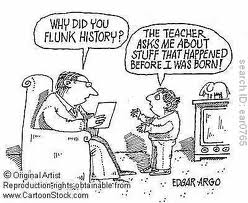 WHY DID YOU
FLUNK HISTORY?
THE TEACHER
ASKS ME ABOUT
STUFF THAT HAPPENED
BEFORE I WAS BORN!
search ID: ear0765
© Original Artist
Reproduction rights obtainable from
www.CartoonStock.com
EDGAR ARGO